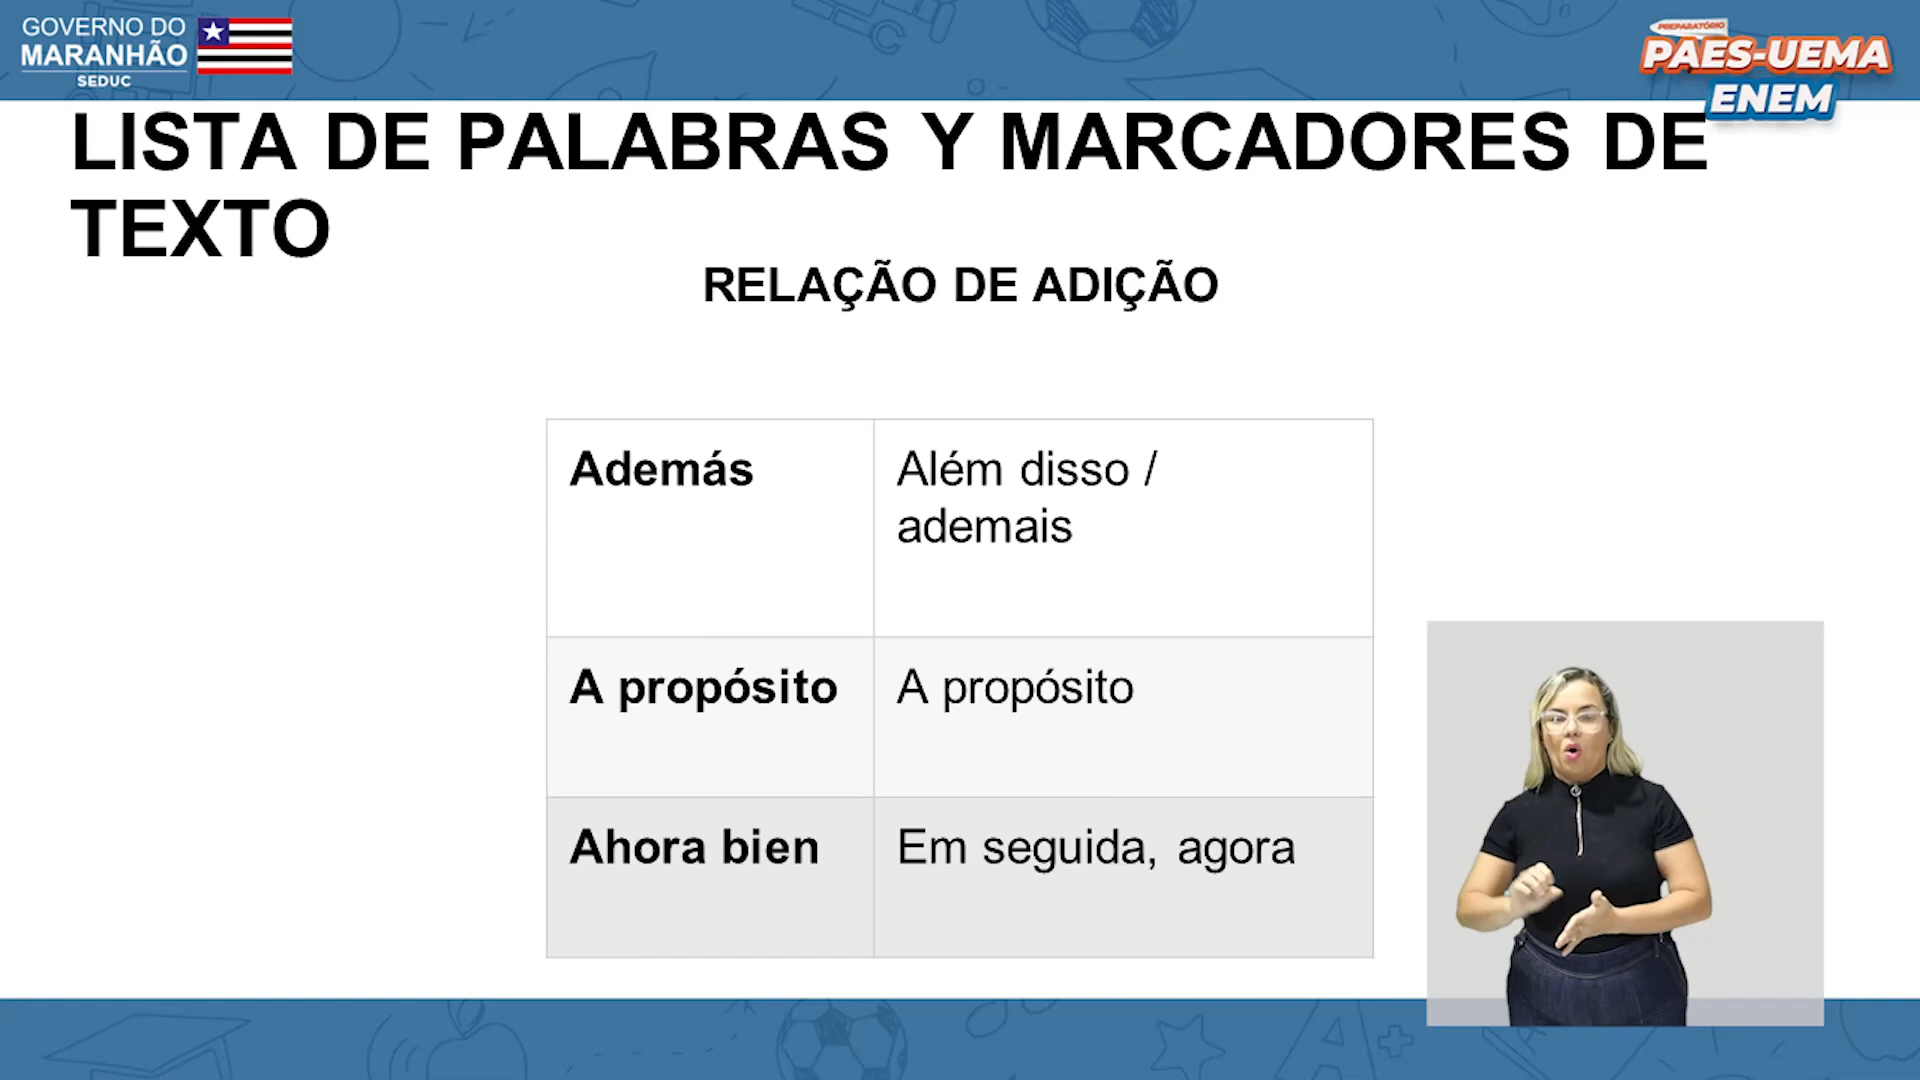 GOVERNO DO
MARANHÃO
SEDUC
PREPARATÓRIO
PAES-UEMA
ENEM
LISTA DE PALABRAS Y MARCADORES DE
TEXTO
RELAÇÃO DE ADIÇÃO
Además
Além disso /
ademais
A propósito
A propósito
Ahora bien
Em seguida, agora